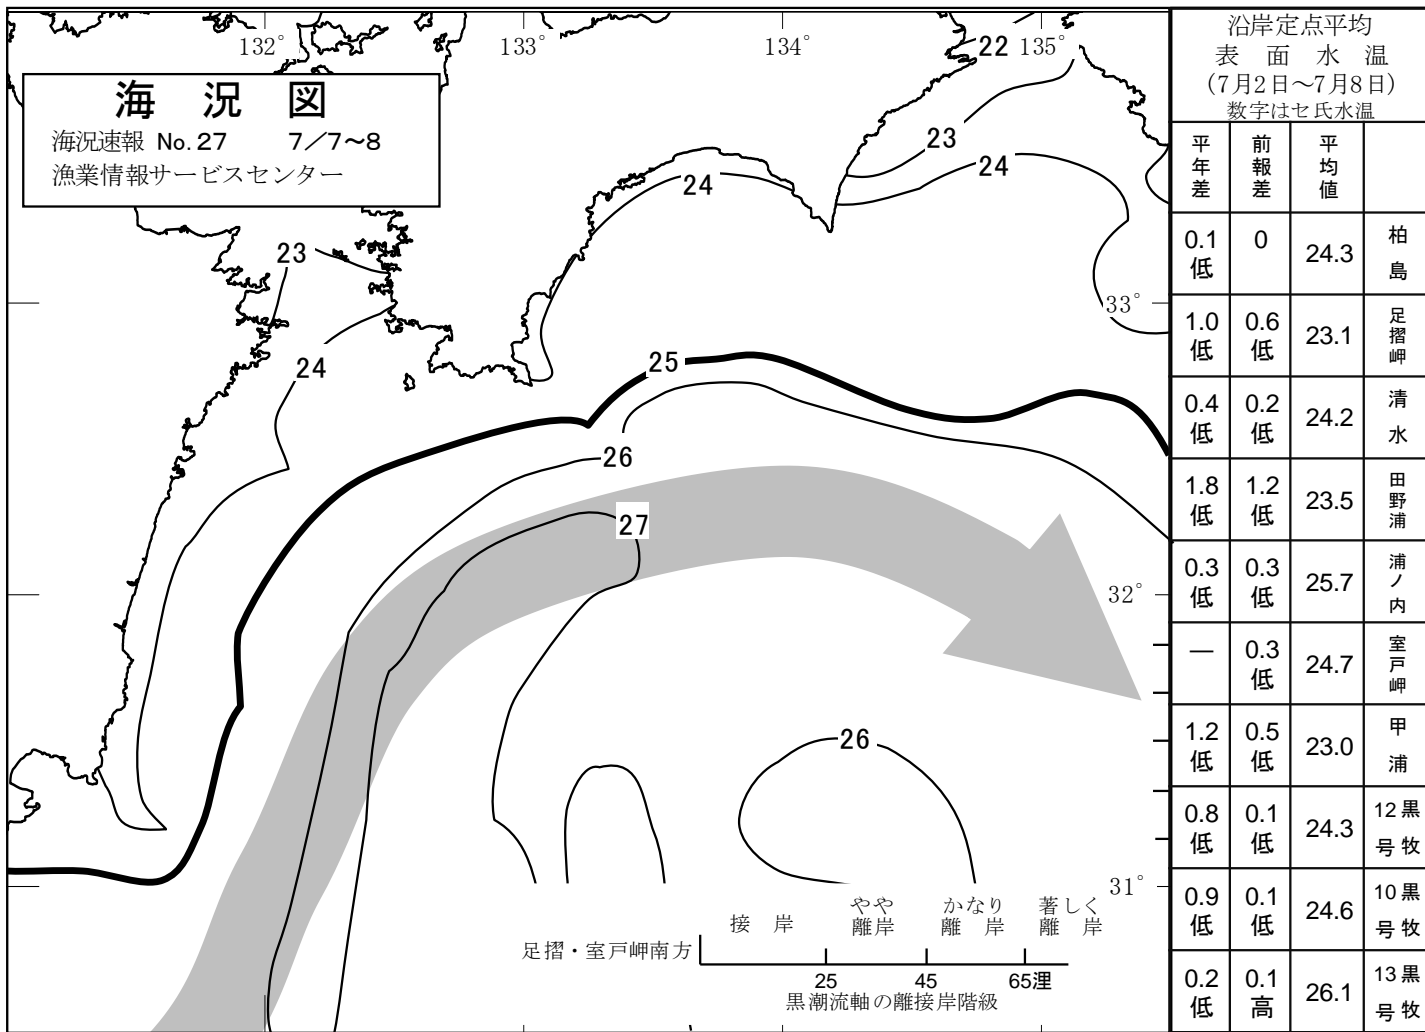 海 況 図
海況速報 No.27 7/7～8
漁業情報サービスセンター
132° 133° 134° 135°
22
23
24
24
23
24
33°
25
26
27
32°
26
31°
接 岸 やや離岸 かなり離岸 著しく離岸
足摺・室戸岬南方
25 45 65浬
黒潮流軸の離接岸階級
沿岸定点平均
表 面 水 温
(7月2日～7月8日)
数字はセ氏水温
平年差 前報差 平均値
0.1低 0 24.3 柏島
1.0低 0.6低 23.1 足摺岬
0.4低 0.2低 24.2 清水
1.8低 1.2低 23.5 田野浦
0.3低 0.3低 25.7 浦ノ内
― 0.3低 24.7 室戸岬
1.2低 0.5低 23.0 甲浦
0.8低 0.1低 24.3 黒牧12号
0.9低 0.1低 24.6 黒牧10号
0.2低 0.1高 26.1 黒牧13号